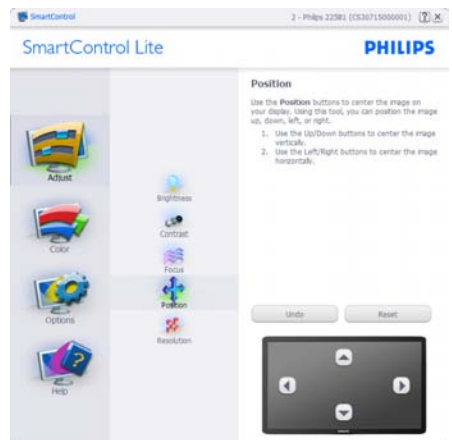 SmartControl
2 - Philips 225B1 (CS30715000001)
SmartControl Lite
PHILIPS
Adjust
Color
Options
Help
Brightness
Contrast
Focus
Position
Resolution
Position
Use the Position buttons to center the image on
your display. Using this tool, you can position the image
up, down, left, or right.
1. Use the Up/Down buttons to center the image
vertically.
2. Use the Left/Right buttons to center the image
horizontally.
Undo
Reset